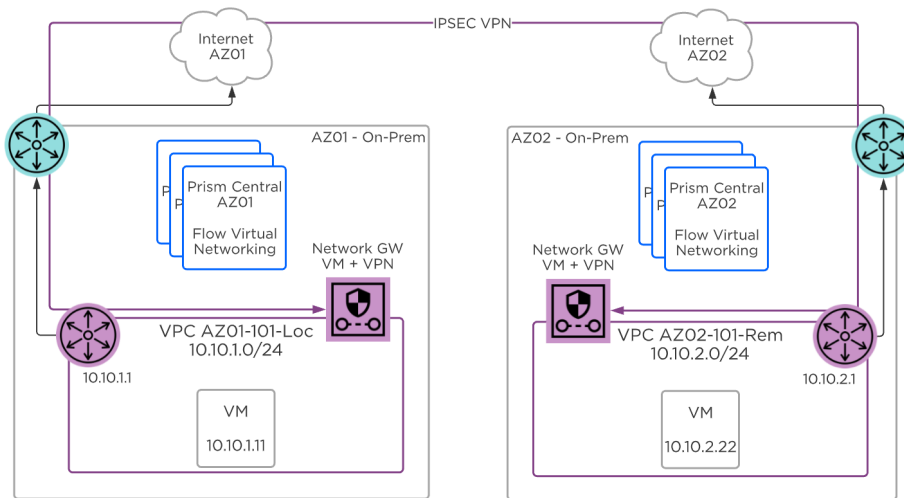 IPSEC VPN
Internet
AZ01
Internet
AZ02
AZ01 - On-Prem
P
P
Prism Central
AZ01
Flow Virtual
Networking
Network GW
VM + VPN
VPC AZ01-101-Loc
10.10.1.0/24
10.10.1.1
VM
10.10.1.11
AZ02 - On-Prem
P
P
Prism Central
AZ02
Flow Virtual
Networking
Network GW
VM + VPN
VPC AZ02-101-Rem
10.10.2.0/24
10.10.2.1
VM
10.10.2.22